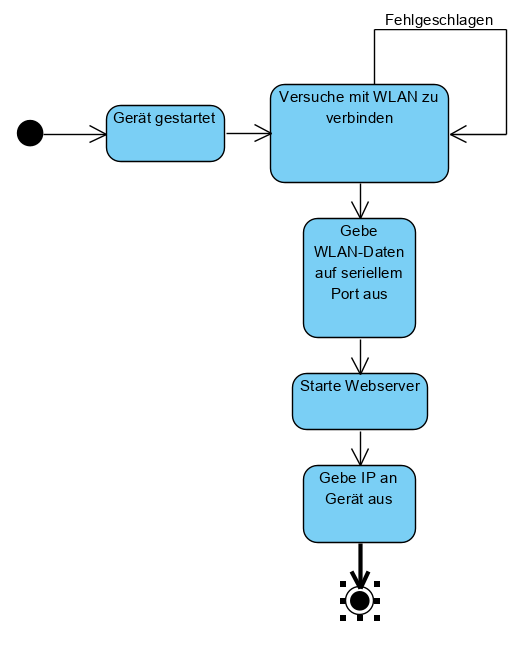 Fehlgeschlagen
Gerät gestartet
Versuche mit WLAN zu
verbinden
Gebe
WLAN-Daten
auf seriellem
Port aus
Starte Webserver
Gebe IP an
Gerät aus